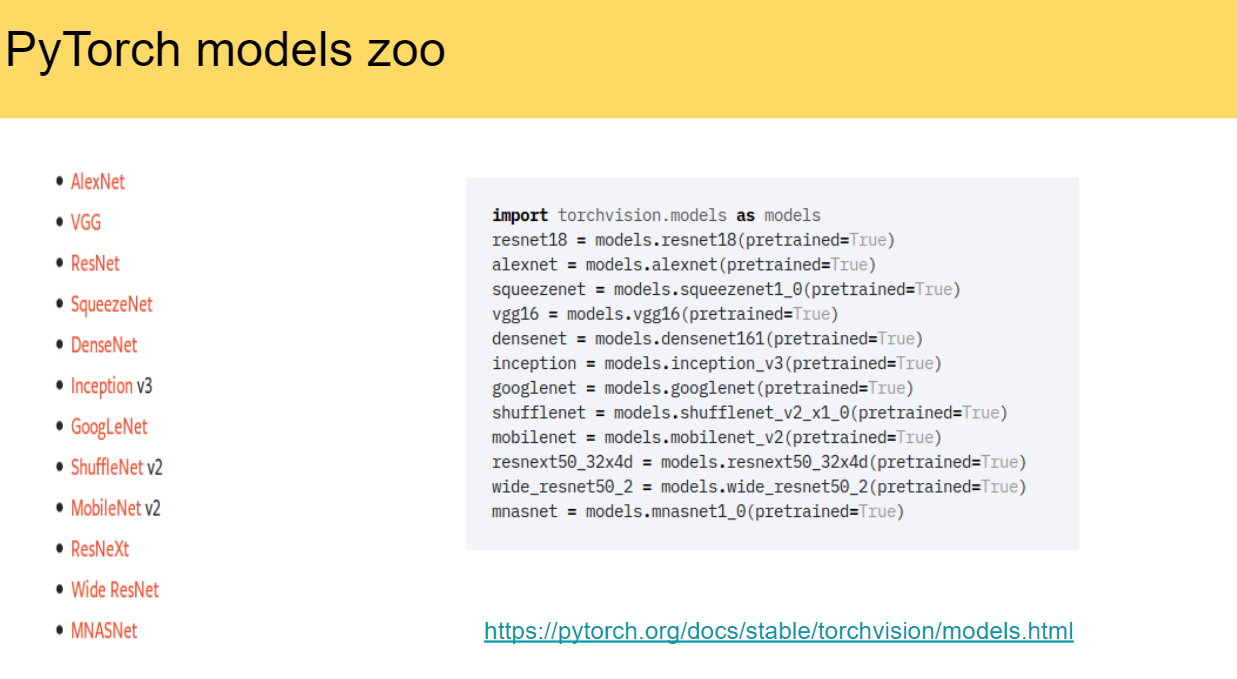 PyTorch models zoo
• AlexNet
• VGG
• ResNet
• SqueezeNet
• DenseNet
• Inception v3
• GoogLeNet
• ShuffleNet v2
• MobileNet v2
• ResNeXt
• Wide ResNet
• MNASNet
import torchvision.models as models
resnet18 = models.resnet18(pretrained=True)
alexnet = models.alexnet(pretrained=True)
squeezenet = models.squeezenet1_0(pretrained=True)
vgg16 = models.vgg16(pretrained=True)
densenet = models.densenet161(pretrained=True)
inception = models.inception_v3(pretrained=True)
googlenet = models.googlenet(pretrained=True)
shufflenet = models.shufflenet_v2_x1_0(pretrained=True)
mobilenet = models.mobilenet_v2(pretrained=True)
resnext50_32x4d = models.resnext50_32x4d(pretrained=True)
wide_resnet50_2 = models.wide_resnet50_2(pretrained=True)
mnasnet = models.mnasnet1_0(pretrained=True)
https://pytorch.org/docs/stable/torchvision/models.html